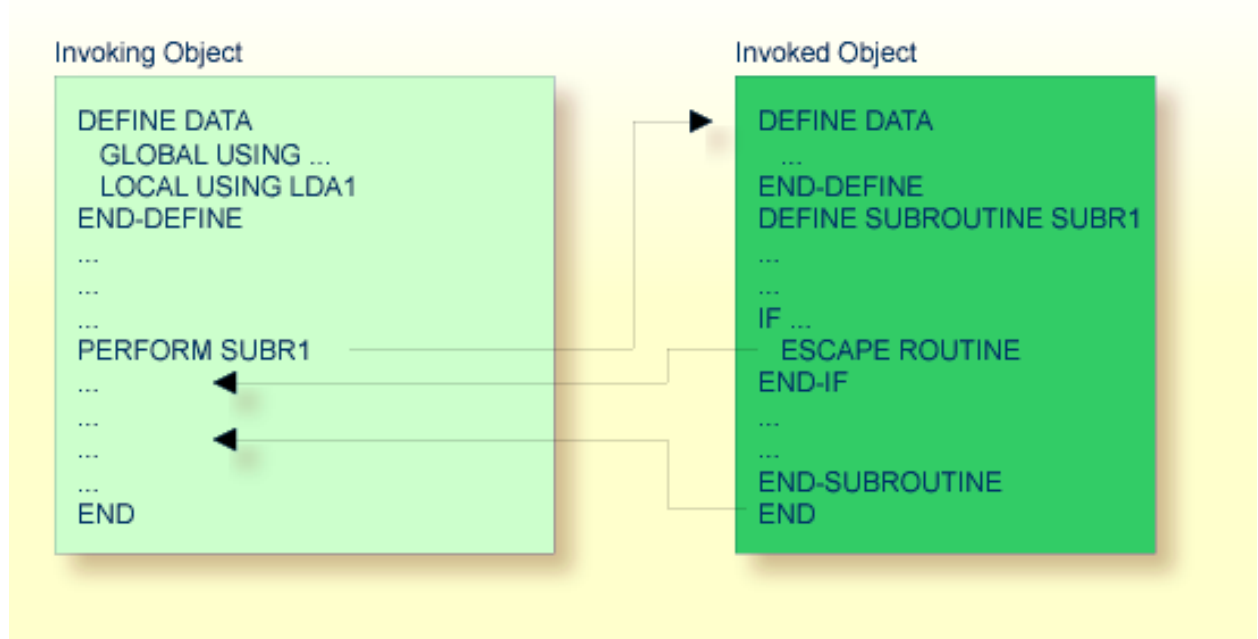 Invoking Object
DEFINE DATA
GLOBAL USING ...
LOCAL USING LDA1
END-DEFINE
...
...
...
PERFORM SUBR1
...
...
...
...
END
Invoked Object
DEFINE DATA
...
END-DEFINE
DEFINE SUBROUTINE SUBR1
...
...
IF ...
ESCAPE ROUTINE
END-IF
...
...
END-SUBROUTINE
END